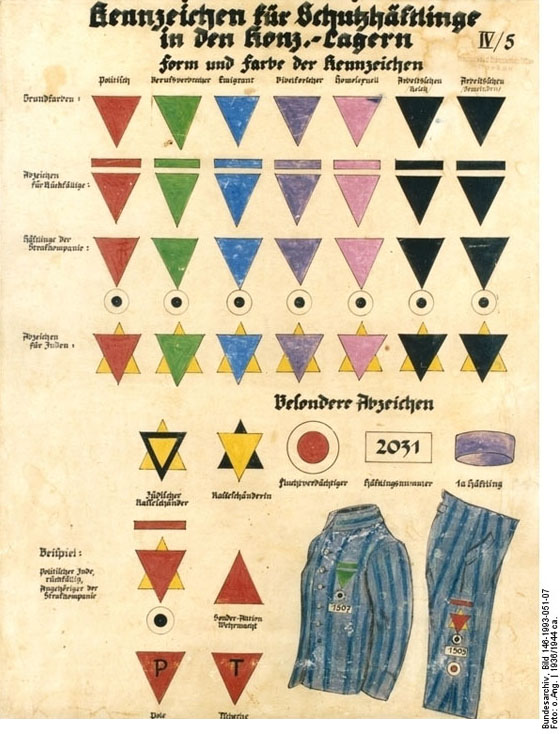 Kennzeichen für Schutzhäftlinge
in den Konz.-Lagern
IV/5
Form und Farbe der Kennzeichen
Politisch Berufsverbrecher Emigrant Bibelforscher Homosexuell Arbeitsscheu Arbeitsscheu
Reich
Grundfarben:
Abzeichen
für Rückfällige:
Häftlinge der
Strafkompanie:
Abzeichen
für Juden:
Besondere Abzeichen
2031
Jüdischer
Rasseschänder
Rasseschänderin
Fluchtverdächtiger
Häftlingsnummer
1a Häftling
Beispiel:
Politischer Jude,
rückfällig,
Angehöriger der
Strafkompanie
Sonder-Aktion
Wehrmacht
1507
1505
P T
Pole Tscheche
Bundesarchiv, Bild 146-1993-051-07
Foto: o.Ang. | 1936/1944 ca.